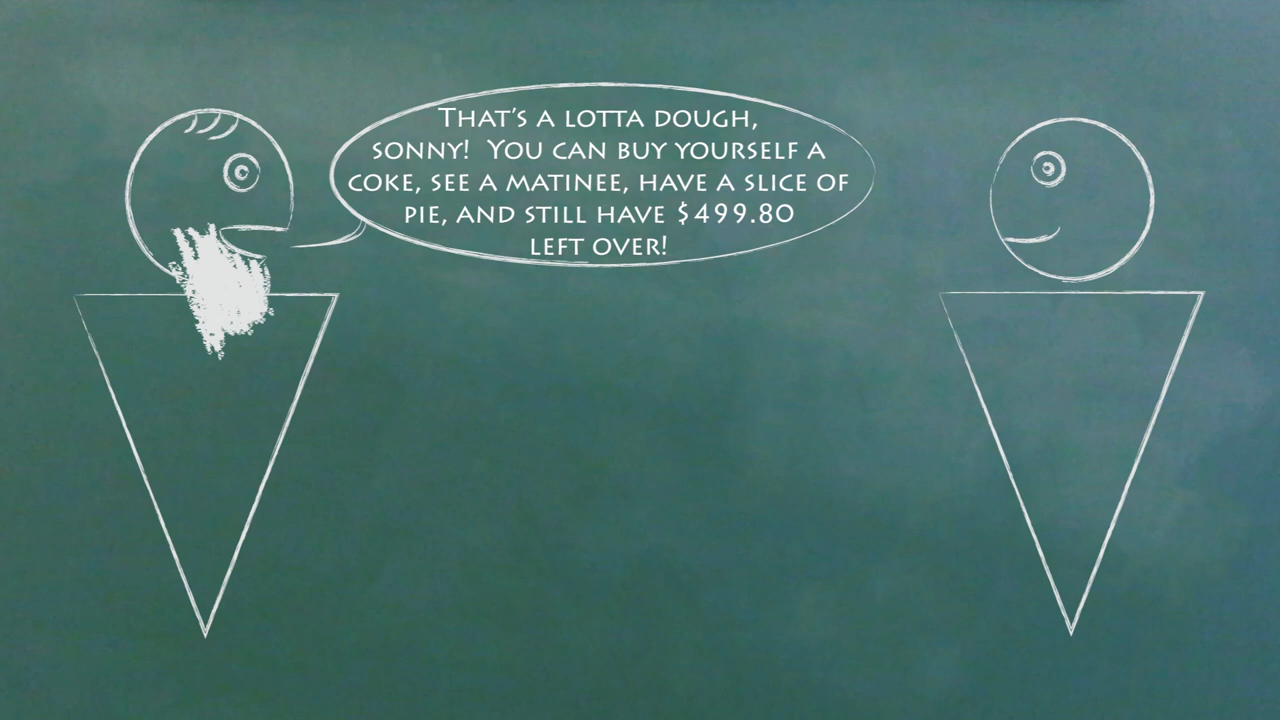 That's a lotta dough,
sonny! You can buy yourself a
coke, see a matinee, have a slice of
pie, and still have $499.80
left over!